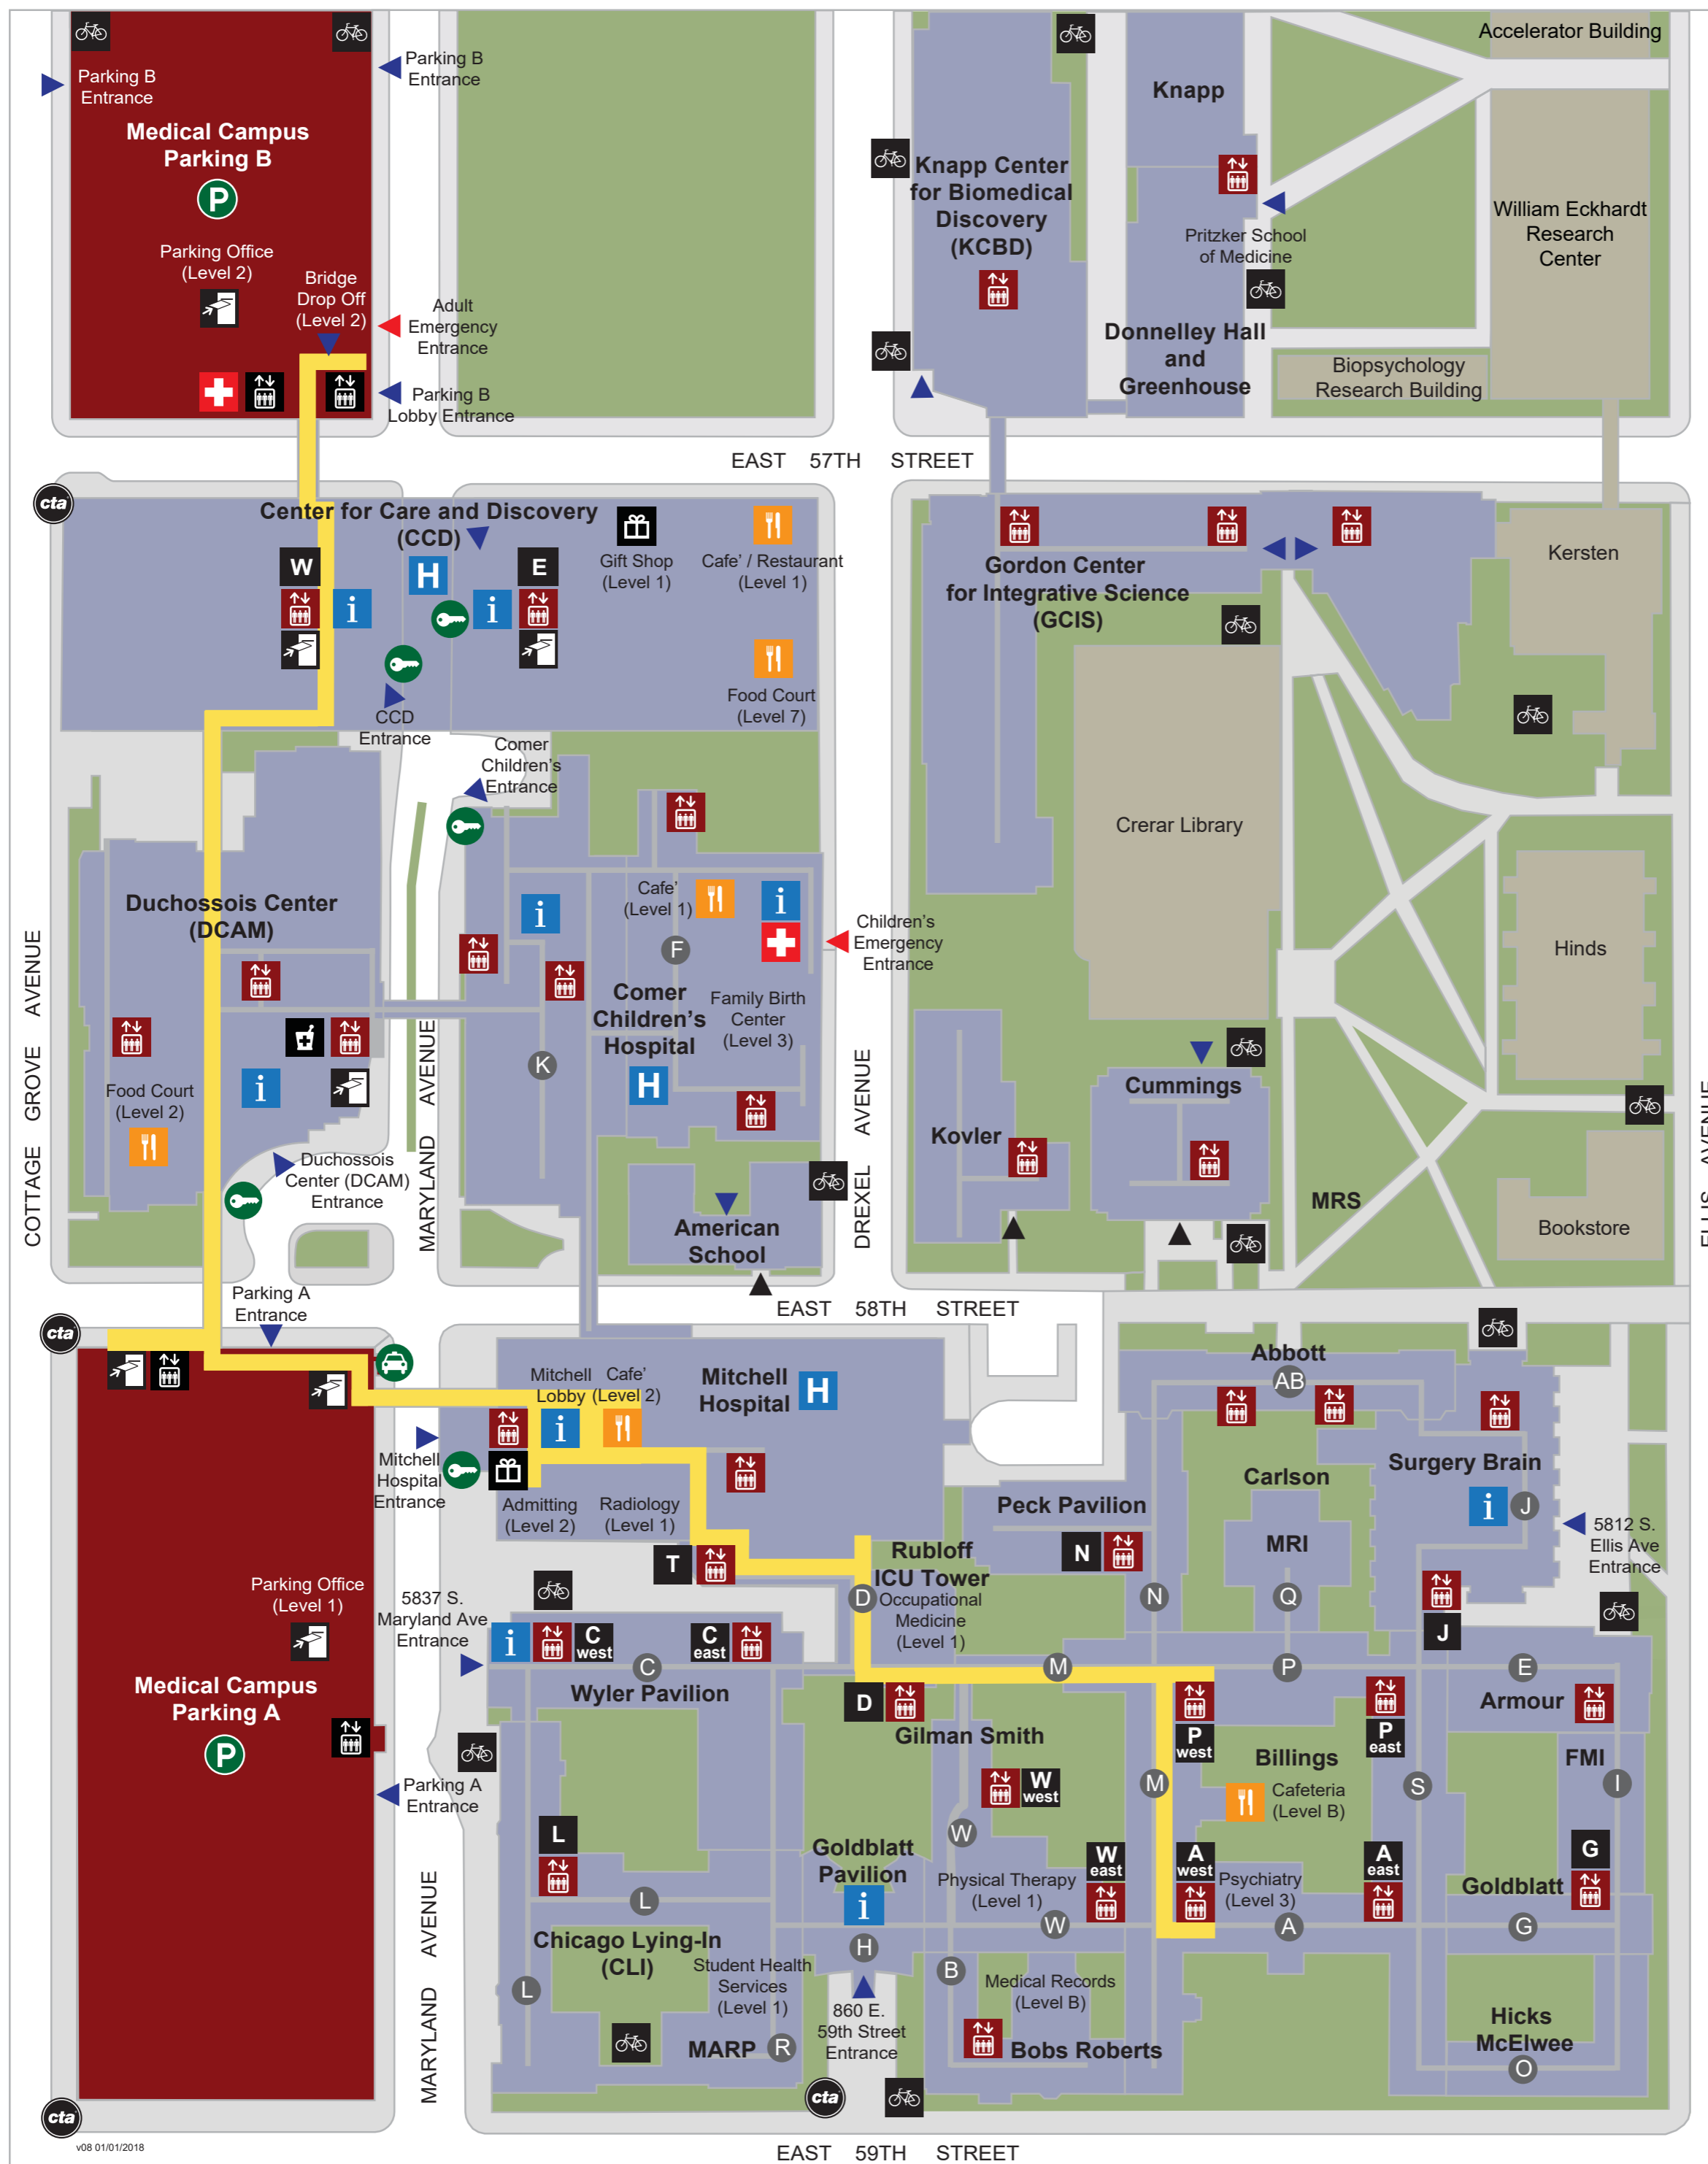 Accelerator Building
Parking B
Entrance
Parking B
Entrance
Medical Campus
Parking B
P
Parking Office
(Level 2)
Bridge
Drop Off
(Level 2)
Adult
Emergency
Entrance
Parking B
Lobby Entrance
Knapp
Knapp Center
for Biomedical
Discovery
(KCBD)
Pritzker School
of Medicine
William Eckhardt
Research
Center
Donnelley Hall
and
Greenhouse
Biopsychology
Research Building
EAST 57TH STREET
cta
Center for Care and Discovery
(CCD)
W
H
E
i
i
Gift Shop
(Level 1)
Cafe' / Restaurant
(Level 1)
Food Court
(Level 7)
CCD
Entrance
Gordon Center
for Integrative Science
(GCIS)
Kersten
Comer
Children's
Entrance
Crerar Library
Duchossois Center
(DCAM)
i
Cafe'
(Level 1)
i
F
Children's
Emergency
Entrance
Hinds
Comer
Children's
Hospital
Family Birth
Center
(Level 3)
H
K
Food Court
(Level 2)
i
Duchossois
Center (DCAM)
Entrance
COTTAGE GROVE AVENUE
MARYLAND AVENUE
DREXEL AVENUE
ELLIS AVENUE
Cummings
Kovler
MRS
Bookstore
American
School
Parking A
Entrance
EAST 58TH STREET
cta
Mitchell
Lobby
Cafe'
(Level 2)
i
Mitchell
Hospital
H
Mitchell
Hospital
Entrance
Admitting
(Level 2)
Radiology
(Level 1)
T
Abbott
AB
Carlson
Surgery Brain
i
J
Peck Pavilion
N
MRI
5812 S.
Ellis Ave
Entrance
Rubloff
ICU Tower
Occupational
Medicine
(Level 1)
D
N
Q
J
Parking Office
(Level 1)
5837 S.
Maryland Ave
Entrance
i
C
west
C
east
C
M
P
E
Wyler Pavilion
Medical Campus
Parking A
P
D
Gilman Smith
P
west
P
east
Armour
Billings
FMI
Parking A
Entrance
W
west
M
Cafeteria
(Level B)
S
I
L
W
Goldblatt
Pavilion
i
Physical Therapy
(Level 1)
W
east
A
west
Psychiatry
(Level 3)
A
east
G
Goldblatt
L
W
A
G
MARYLAND AVENUE
Chicago Lying-In
(CLI)
H
Student Health
Services
(Level 1)
B
Medical Records
(Level B)
L
860 E.
59th Street
Entrance
Hicks
McElwee
MARP
R
Bobs Roberts
O
cta
cta
v08 01/01/2018
EAST 59TH STREET